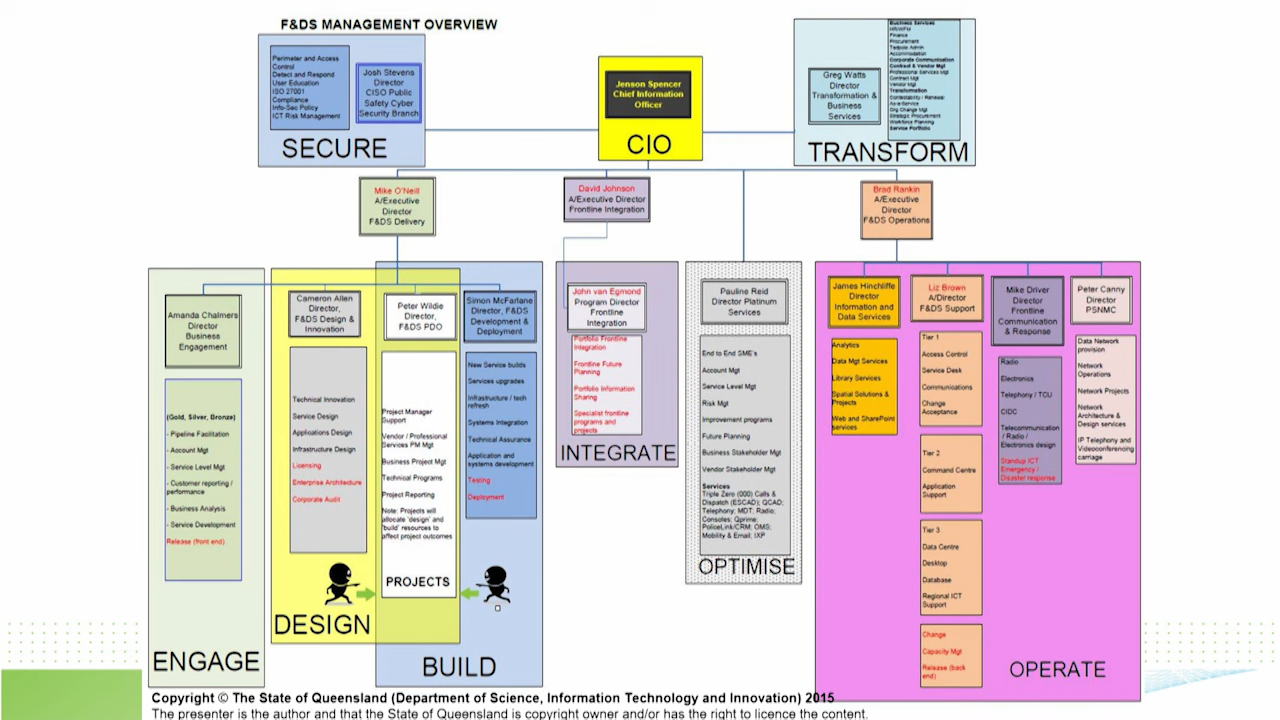 F&DS MANAGEMENT OVERVIEW
Perimeter and Access
Control
Detect and Respond
User Education
ISO 27001
Compliance
Info-Sec Policy
ICT Risk Management
Josh Stevens
Director
CISO Public
Safety Cyber
Security Branch
SECURE
Jenson Spencer
Chief Information
Officer
CIO
Greg Watts
Director
Transformation &
Business
Services
Business Services
Finance
Procurement
Accommodation
Corporate Communication
Contract & Vendor Mgt
Professional Services Mgt
Contract Mgt
Vendor Mgt
Transformation
Contestability / Renewal
As-a-Service
Org Change Mgt
Strategic Procurement
Workforce Planning
Service Portfolio
TRANSFORM
Mike O'Neill
A/Executive
Director
F&DS Delivery
David Johnson
A/Executive Director
Frontline Integration
Brad Rankin
A/Executive
Director
F&DS Operations
Amanda Chalmers
Director
Business
Engagement
(Gold, Silver, Bronze)
- Pipeline Facilitation
- Account Mgt
- Service Level Mgt
- Customer reporting /
performance
- Business Analysis
- Service Development
Release (front end)
ENGAGE
Cameron Allen
Director,
F&DS Design &
Innovation
Technical Innovation
Service Design
Applications Design
Infrastructure Design
Licensing
Enterprise Architecture
Corporate Audit
DESIGN
Peter Wildie
Director,
F&DS PDO
Project Manager
Support
Vendor / Professional
Services PM Mgt
Business Project Mgt
Technical Programs
Project Reporting
Note: Projects will
allocate 'design' and
'build' resources to
affect project outcomes
PROJECTS
Simon McFarlane
Director, F&DS
Development &
Deployment
New Service builds
Services upgrades
Infrastructure / tech
refresh
Systems Integration
Technical Assurance
Application and
systems development
Testing
Deployment
BUILD
John van Egmond
Program Director
Frontline
Integration
Portfolio Frontline
Integration
Frontline Future
Planning
Portfolio Information
Sharing
Specialist frontline
programs and
projects
INTEGRATE
Pauline Reid
Director Platinum
Services
End to End SME's
Account Mgt
Service Level Mgt
Risk Mgt
Improvement programs
Future Planning
Business Stakeholder Mgt
Vendor Stakeholder Mgt
Services
Triple Zero (000) Calls &
Dispatch (ESCAD); QCAD;
Telephony; MDT; Radio;
Consoles; Qprime;
PoliceLink/CRM; OMS;
Mobility & Email; IXP
OPTIMISE
James Hinchliffe
Director
Information and
Data Services
Analytics
Data Mgt Services
Library Services
Spatial Solutions &
Projects
Web and SharePoint
services
Liz Brown
A/Director
F&DS Support
Tier 1
Access Control
Service Desk
Communications
Change
Acceptance
Tier 2
Command Centre
Application
Support
Tier 3
Data Centre
Desktop
Database
Regional ICT
Support
Change
Capacity Mgt
Release (back
end)
Mike Driver
Director
Frontline
Communication
& Response
Radio
Electronics
Telephony / TCU
CIDC
Telecommunication
/ Radio /
Electronics design
Standup ICT
Emergency /
Disaster response
Peter Canny
Director
PSNMC
Data Network
provision
Network
Operations
Network Projects
Network
Architecture &
Design services
IP Telephony and
Videoconferencing
carriage
OPERATE
Copyright © The State of Queensland (Department of Science, Information Technology and Innovation) 2015
The presenter is the author and that the State of Queensland is copyright owner and/or has the right to licence the content.